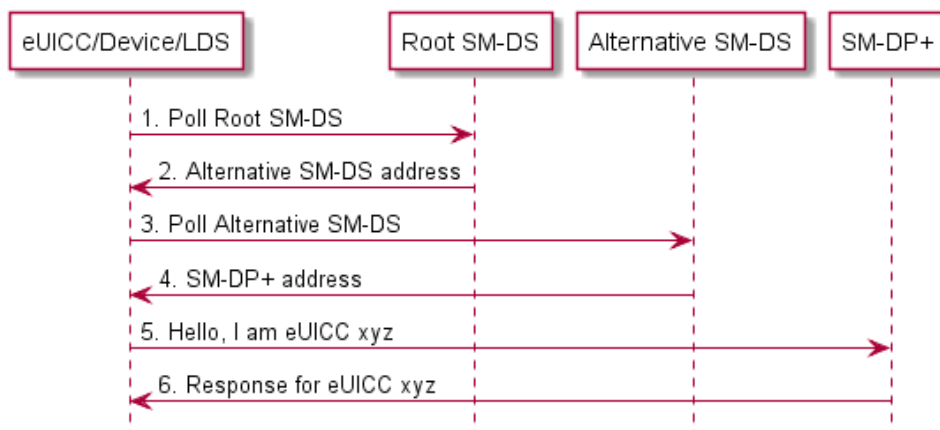 eUICC/Device/LDS
Root SM-DS
Alternative SM-DS
SM-DP+
1. Poll Root SM-DS
2. Alternative SM-DS address
3. Poll Alternative SM-DS
4. SM-DP+ address
5. Hello, I am eUICC xyz
6. Response for eUICC xyz